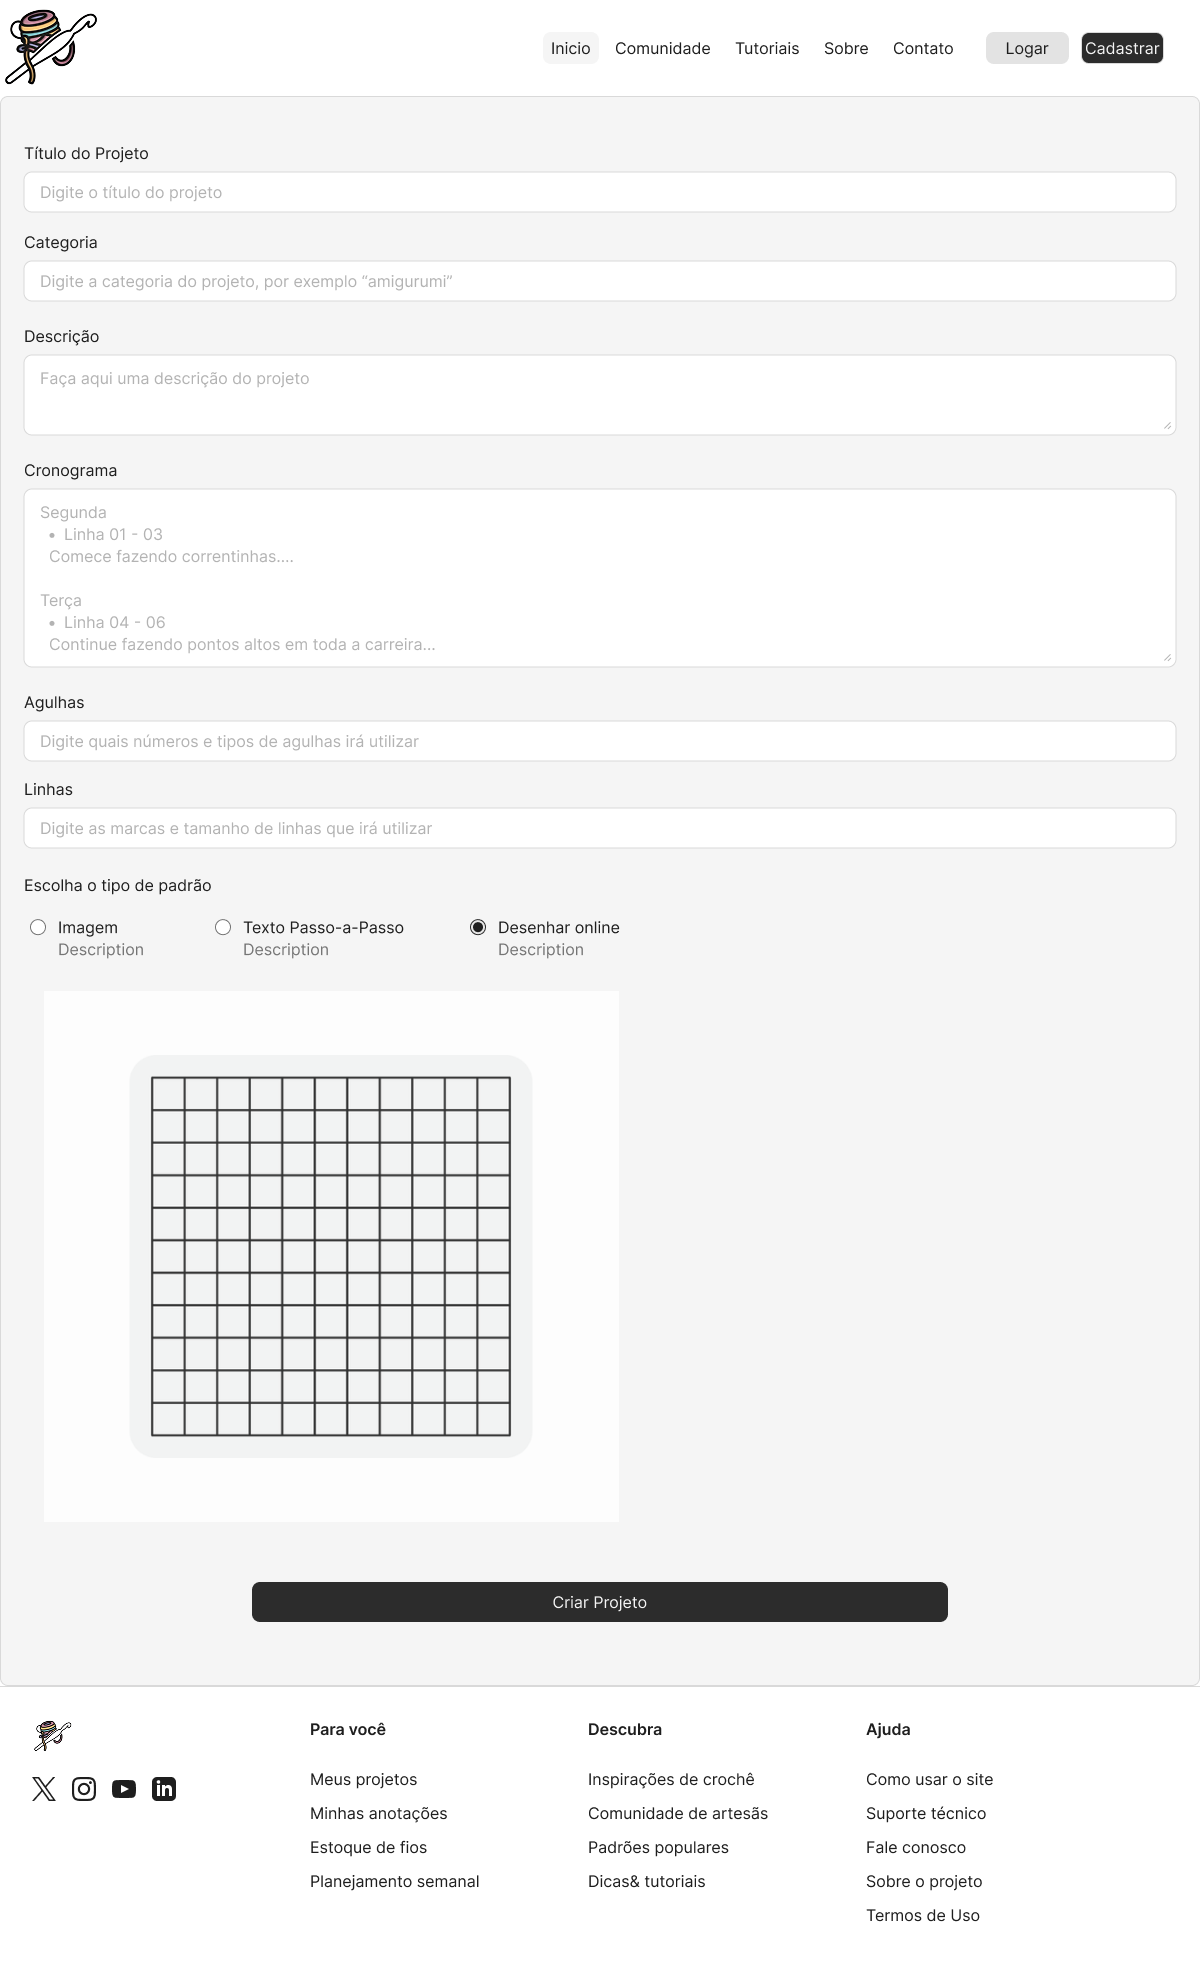 Inicio
Comunidade
Tutoriais
Sobre
Contato
Logar
Cadastrar
Título do Projeto
Digite o título do projeto
Categoria
Digite a categoria do projeto, por exemplo “amigurumi”
Descrição
Faça aqui uma descrição do projeto
Cronograma
Segunda
• Linha 01 - 03
Comece fazendo correntinhas....
Terça
• Linha 04 - 06
Continue fazendo pontos altos em toda a carreira...
Agulhas
Digite quais números e tipos de agulhas irá utilizar
Linhas
Digite as marcas e tamanho de linhas que irá utilizar
Escolha o tipo de padrão
Imagem
Description
Texto Passo-a-Passo
Description
Desenhar online
Description
Criar Projeto
Para você
Meus projetos
Minhas anotações
Estoque de fios
Planejamento semanal
Descubra
Inspirações de crochê
Comunidade de artesãs
Padrões populares
Dicas& tutoriais
Ajuda
Como usar o site
Suporte técnico
Fale conosco
Sobre o projeto
Termos de Uso